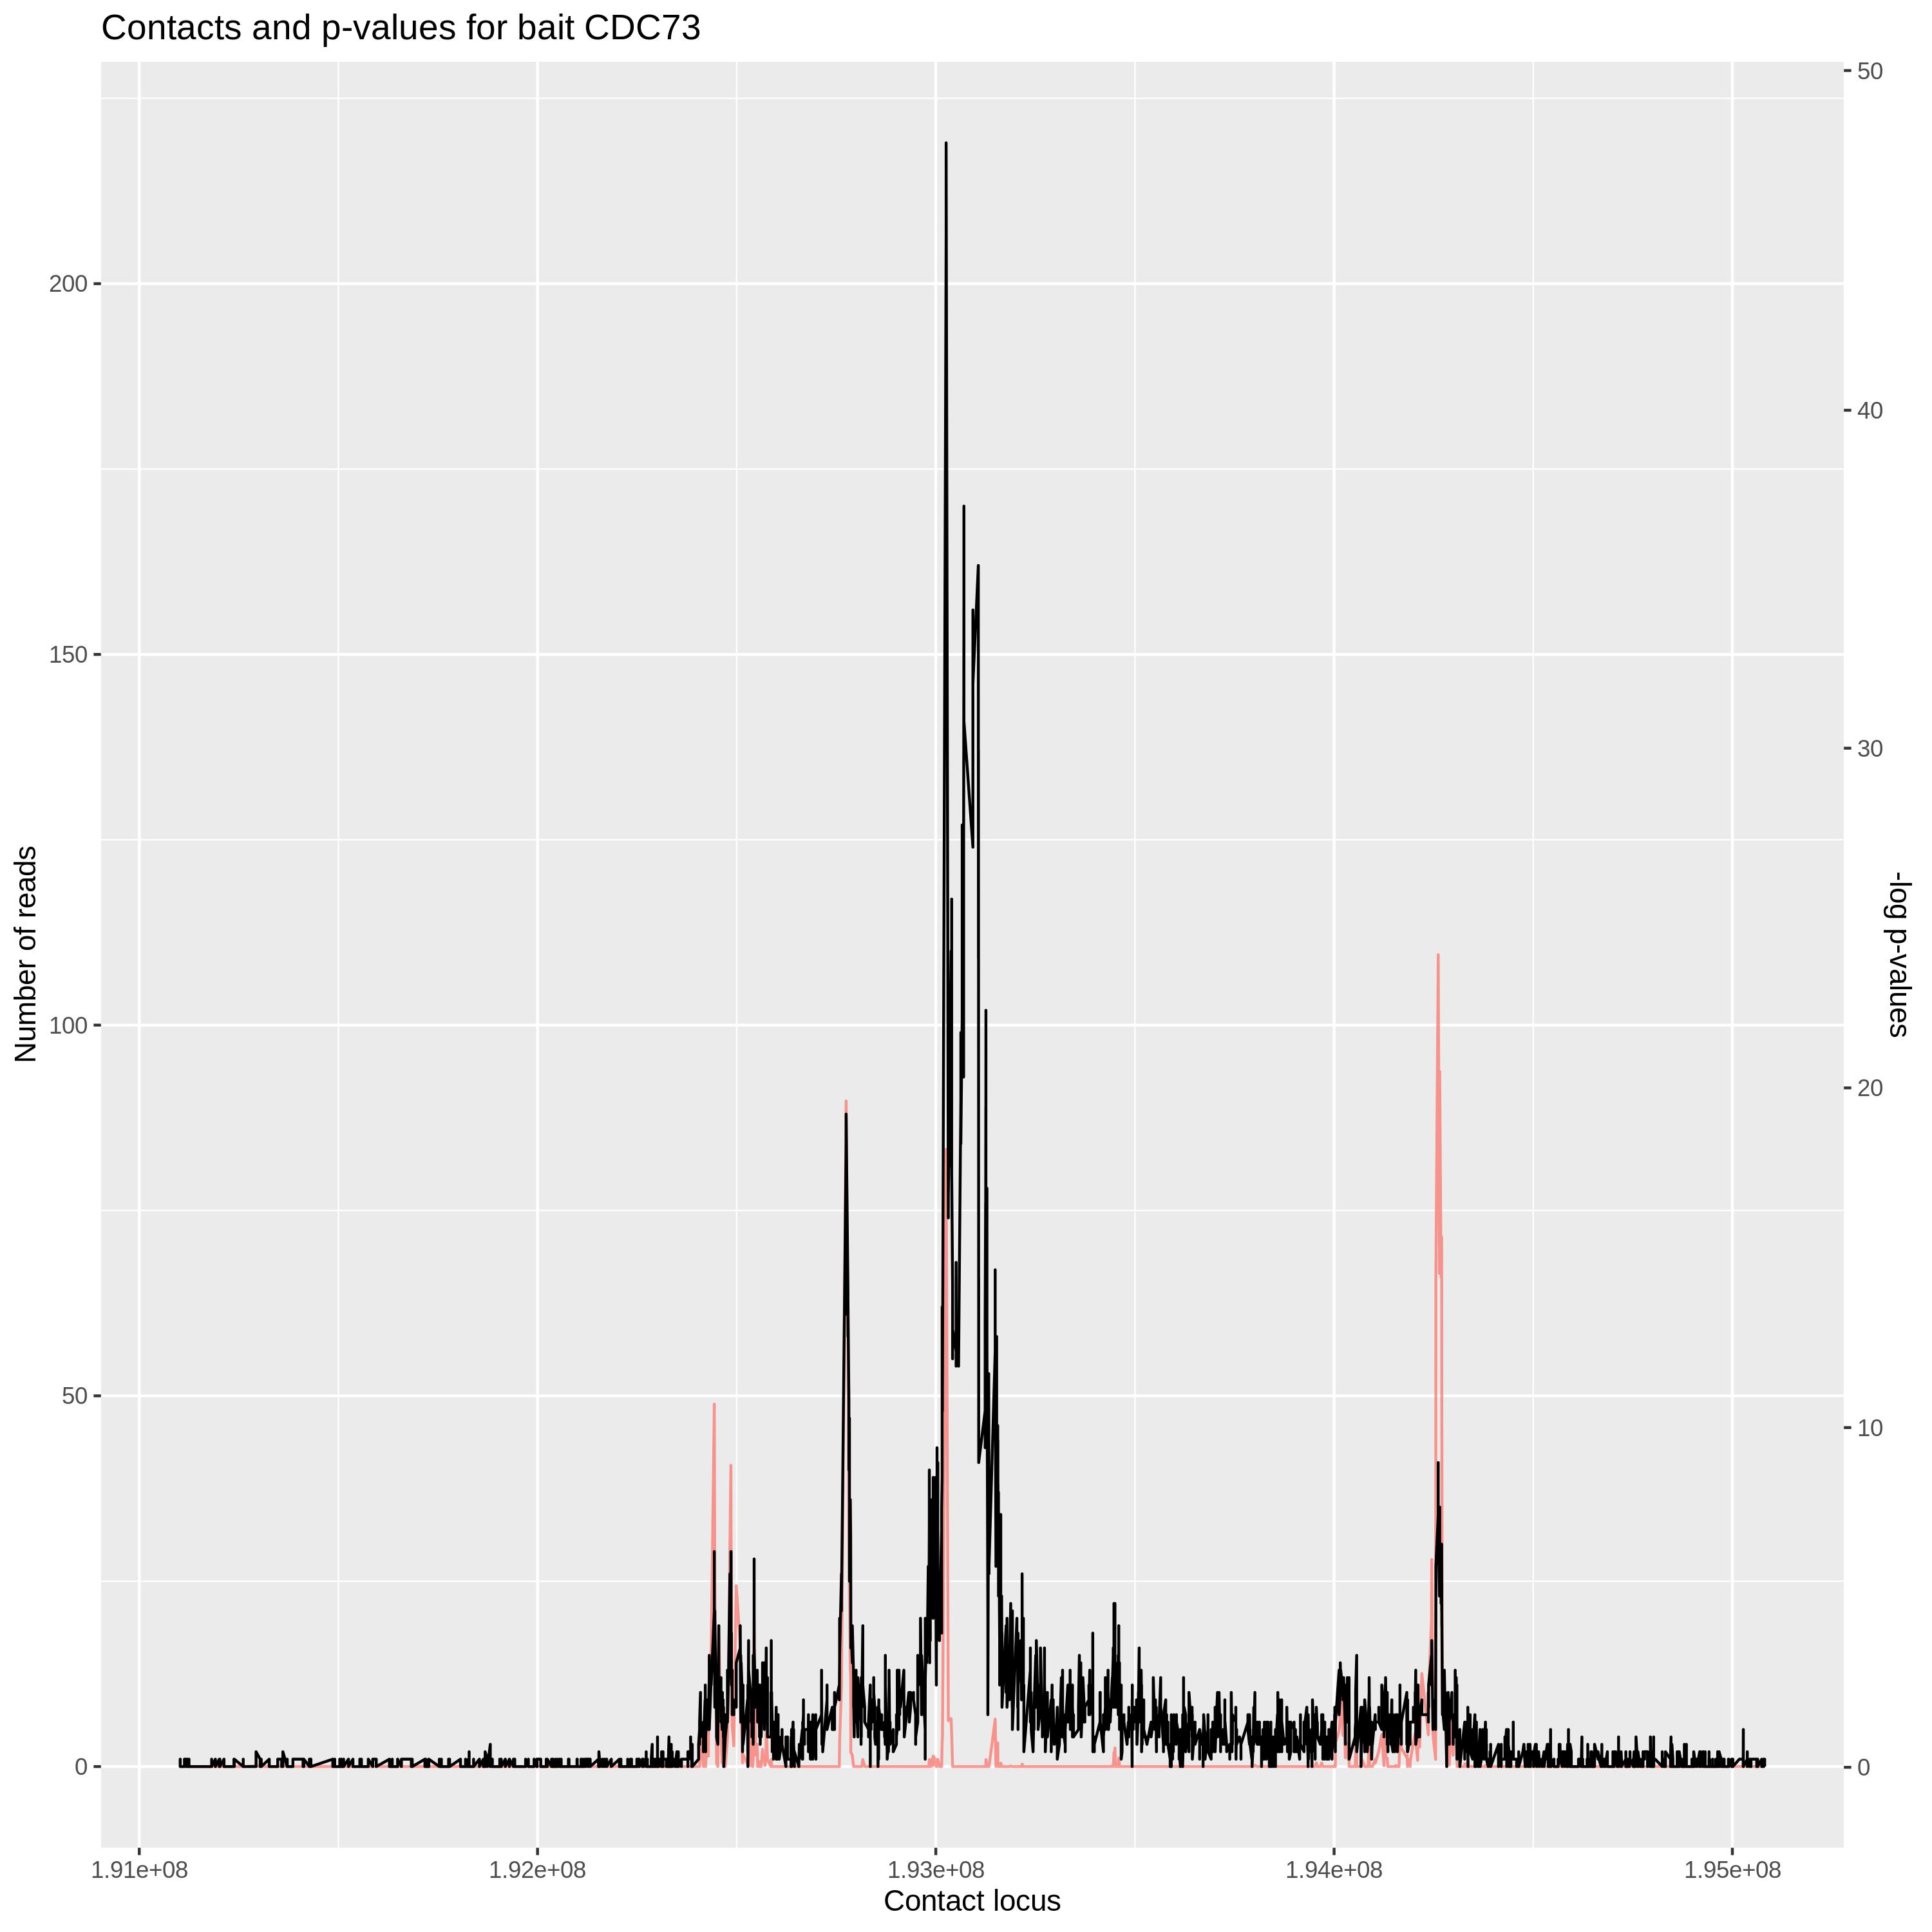 Contacts and p-values for bait CDC73
Number of reads
200
150
100
50
0
50
40
30
20
10
0
-log p-values
1.91e+08
1.92e+08
1.93e+08
1.94e+08
1.95e+08
Contact locus